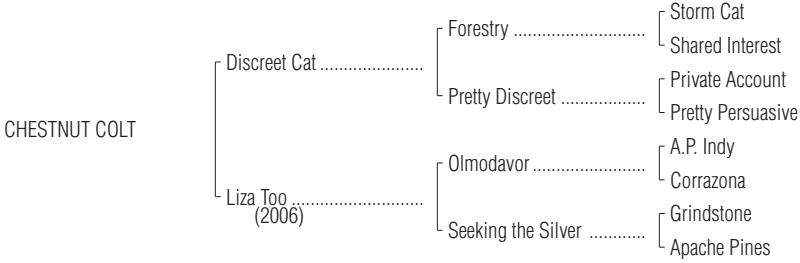 Storm Cat
Forestry ............................
Shared Interest
Discreet Cat ......................
Private Account
Pretty Discreet ..................
Pretty Persuasive
CHESTNUT COLT
A.P. Indy
Olmodavor ........................
Corrazona
Liza Too ............................
(2006)
Grindstone
Seeking the Silver ............
Apache Pines